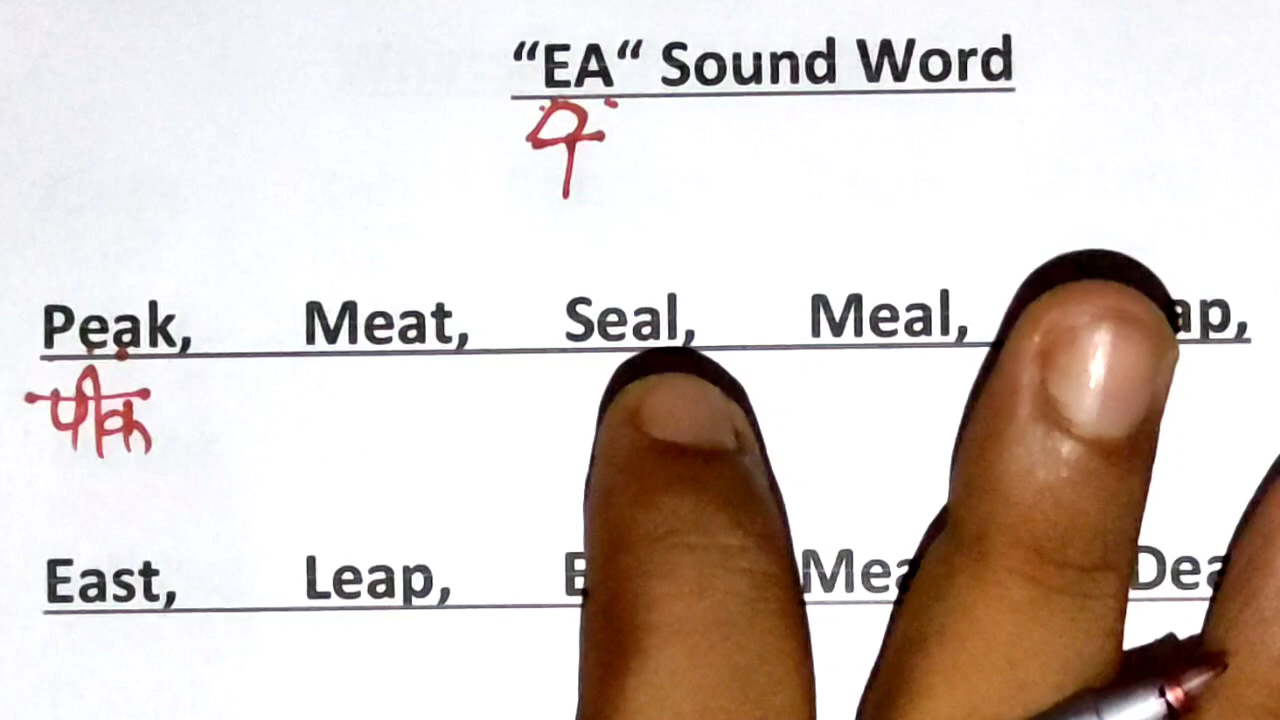 “EA“ Sound Word
Peak, Meat, Seal, Meal,
पीक
East, Leap,